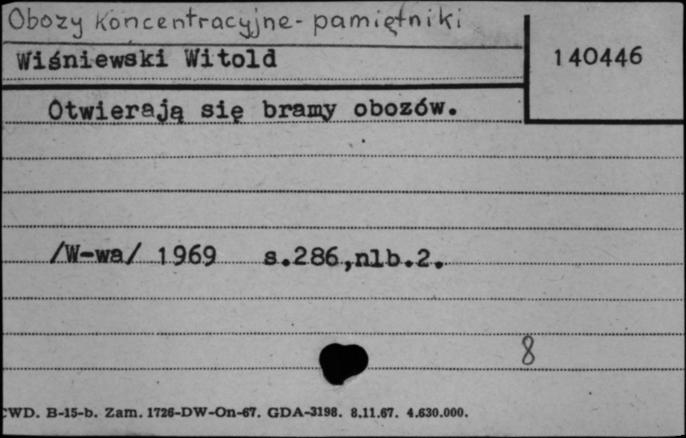 Obozy Koncentracyjne - pamiętniki
Wiśniewski Witold
140446
Otwierają się bramy obozów.
/W-wa/ 1969 s.286,nlb.2.
8
CWD. B-15-b. Zam. 1726-DW-On-67. GDA-3198. 8.11.67. 4.630.000.